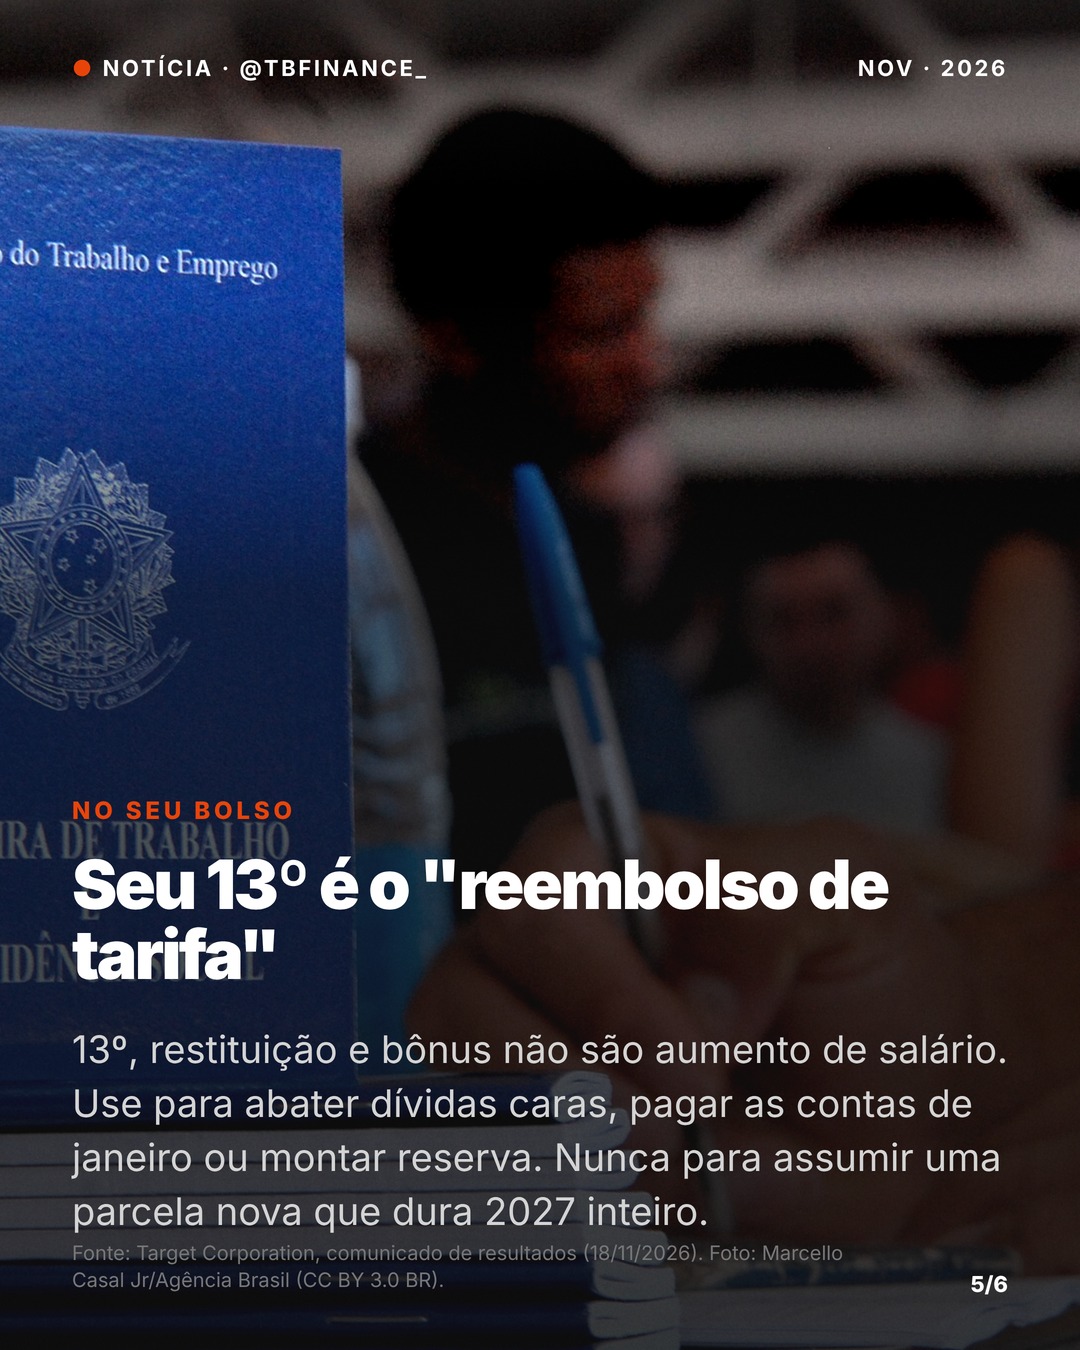 NOTÍCIA · @TBFINANCE_
NOV · 2026
do Trabalho e Emprego
NO SEU BOLSO
IRA DE TRABALHO
E
Seu 13º é o "reembolso de
tarifa"
13º, restituição e bônus não são aumento de salário.
Use para abater dívidas caras, pagar as contas de
janeiro ou montar reserva. Nunca para assumir uma
parcela nova que dura 2027 inteiro.
Fonte: Target Corporation, comunicado de resultados (18/11/2026). Foto: Marcello
Casal Jr/Agência Brasil (CC BY 3.0 BR).
5/6